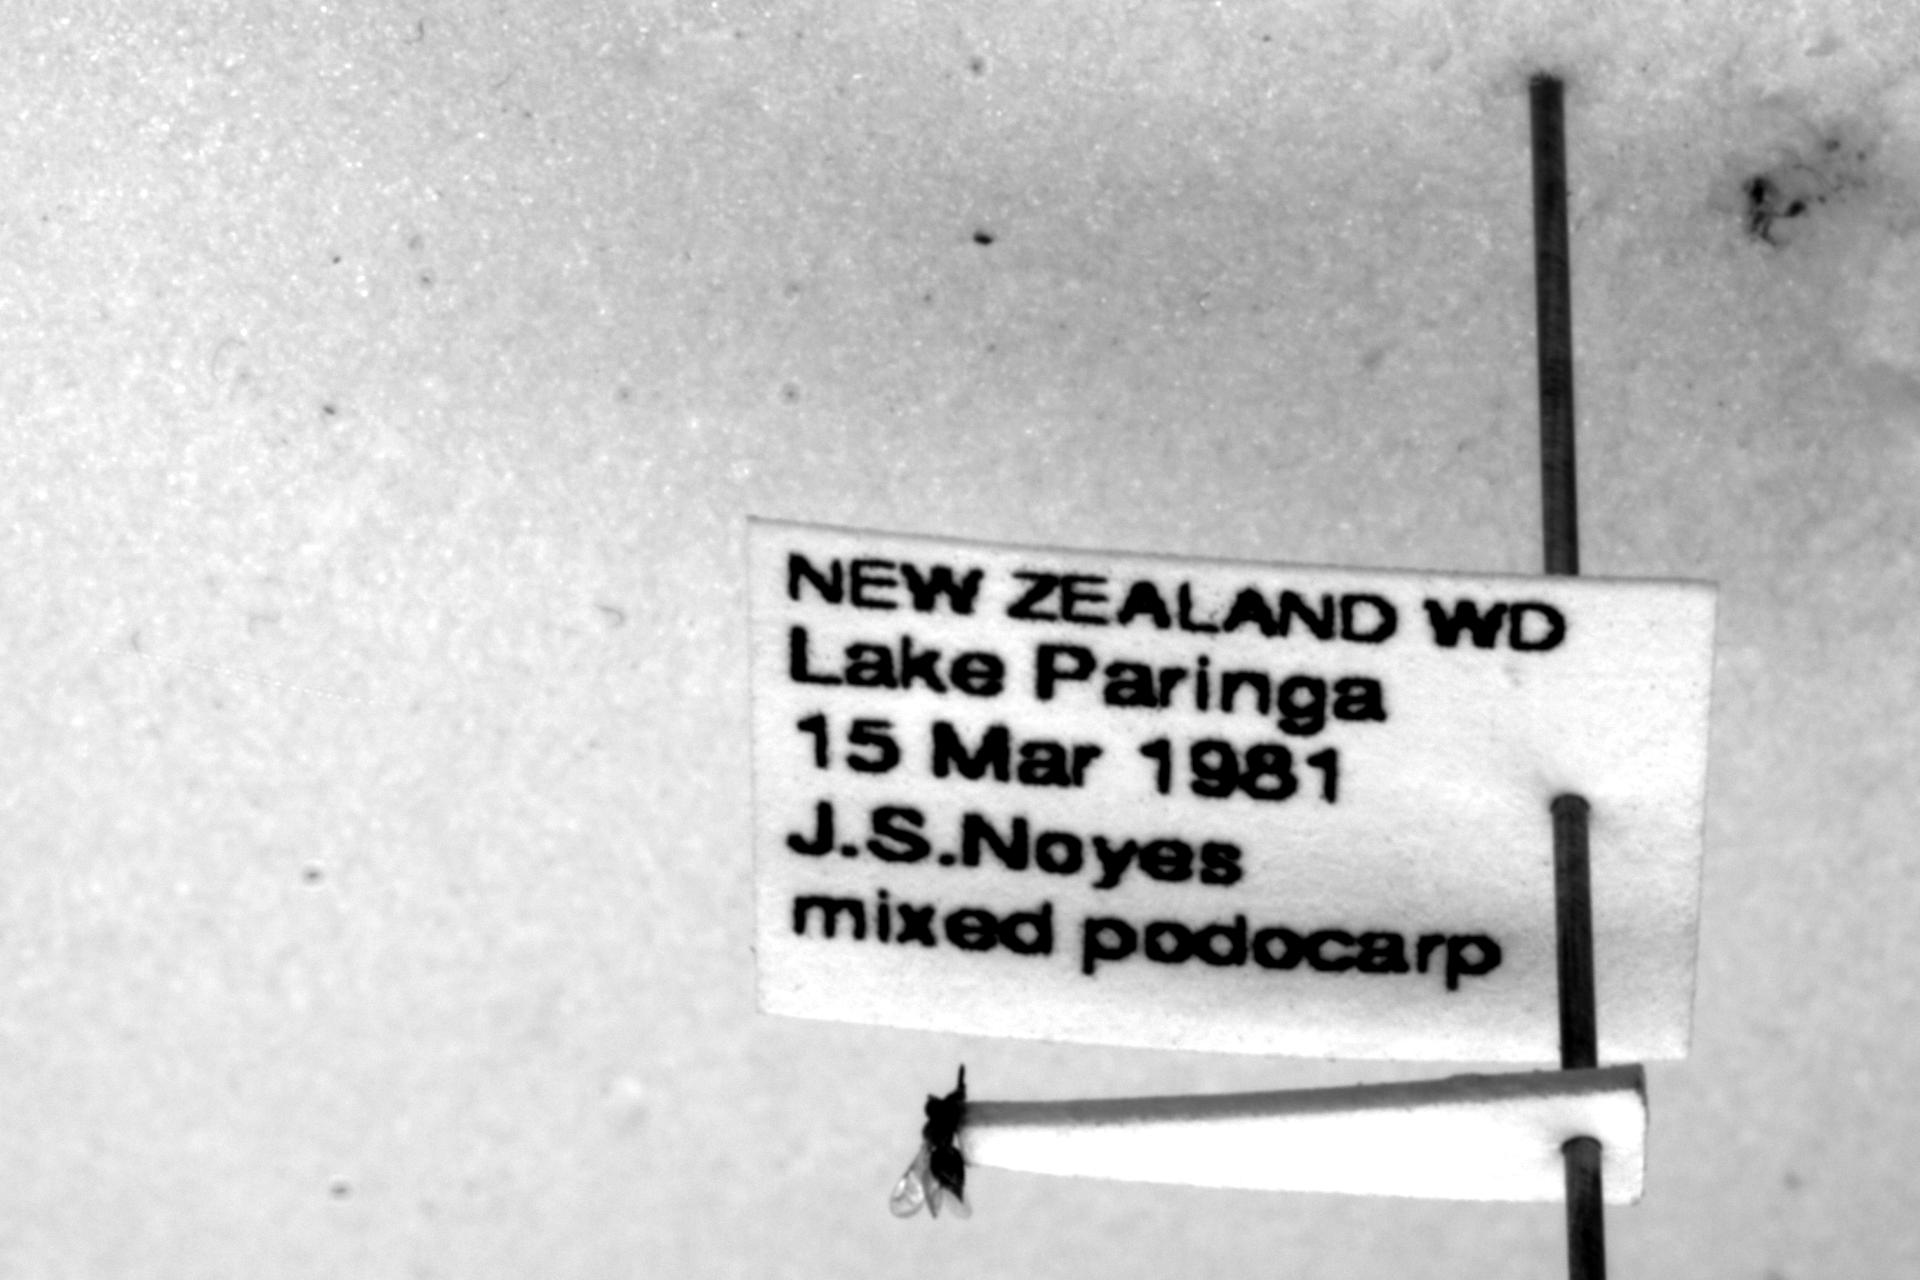 NEW ZEALAND WD
Lake Paringa
15 Mar 1981
J.S.Noyes
mixed podocarp